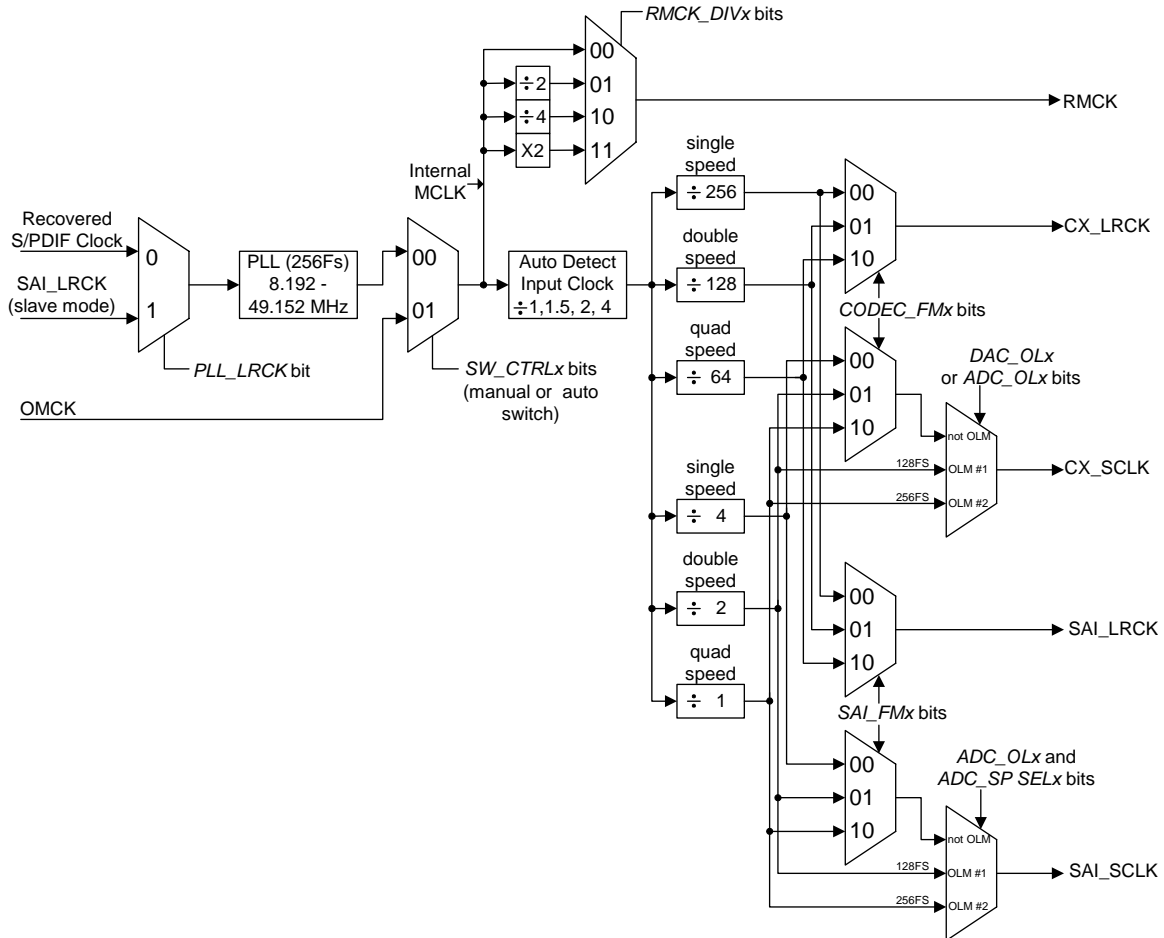 RMCK_DIVx bits
00
÷2
01
÷4
10
X2
11
RMCK
Internal
MCLK
single
speed
÷ 256
00
01
10
CX_LRCK
Recovered
S/PDIF Clock
0
SAI_LRCK
(slave mode)
1
PLL_LRCK bit
PLL (256Fs)
8.192 -
49.152 MHz
00
01
OMCK
SW_CTRLx bits
(manual or auto
switch)
Auto Detect
Input Clock
÷1,1.5, 2, 4
double
speed
÷ 128
CODEC_FMx bits
quad
speed
÷ 64
00
01
10
DAC_OLx
or ADC_OLx bits
not OLM
128FS
OLM #1
256FS
OLM #2
CX_SCLK
single
speed
÷ 4
double
speed
÷ 2
00
01
10
SAI_LRCK
quad
speed
÷ 1
SAI_FMx bits
00
01
10
ADC_OLx and
ADC_SP SELx bits
not OLM
128FS
OLM #1
256FS
OLM #2
SAI_SCLK